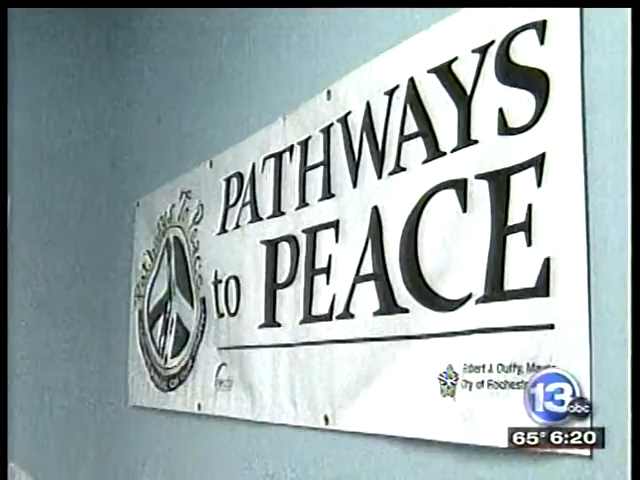 PATHWAYS
to PEACE
Robert J. Duffy, Mayor
City of Rochester
13 abc
65° 6:20